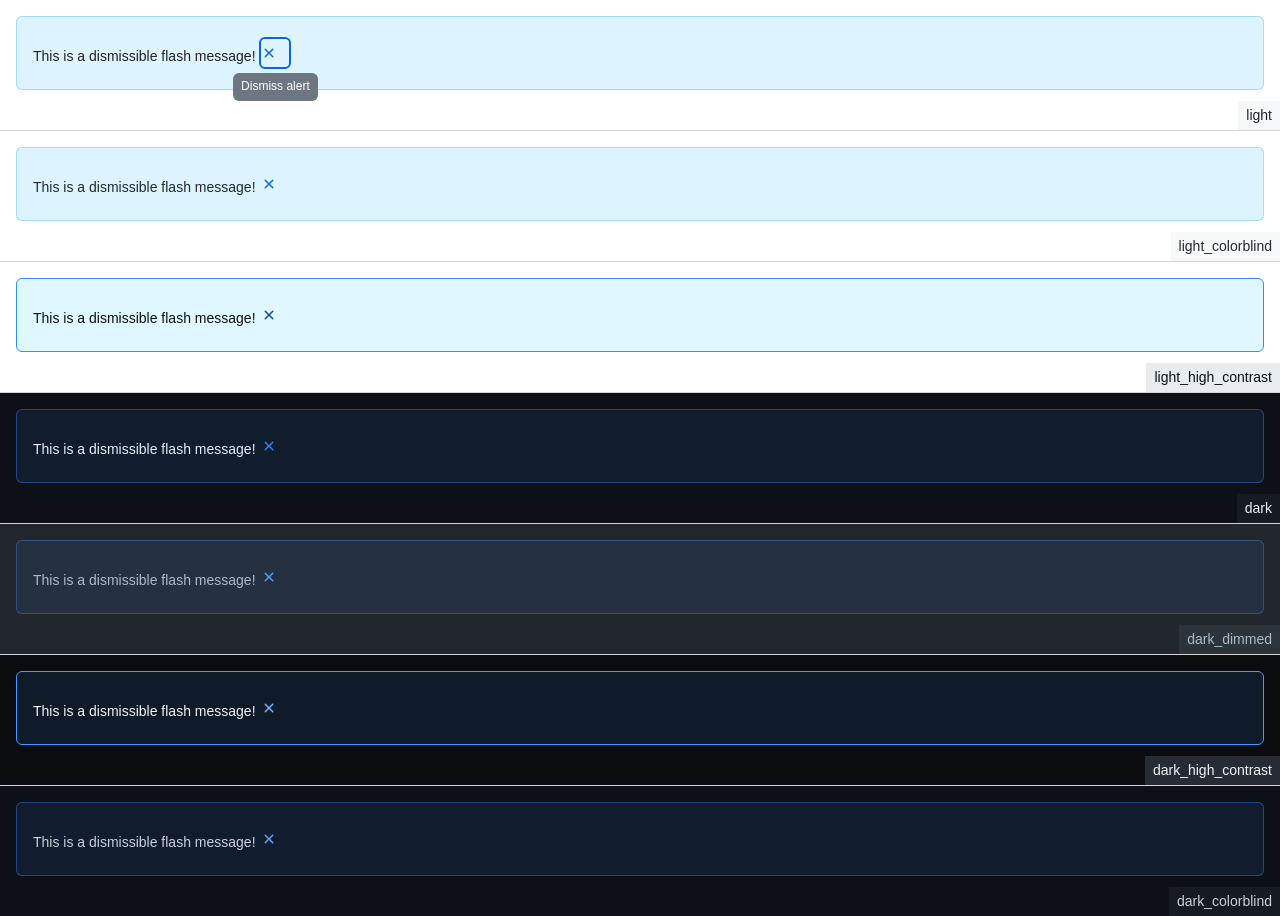 This is a dismissible flash message!
Dismiss alert
light
This is a dismissible flash message!
light_colorblind
This is a dismissible flash message!
light_high_contrast
This is a dismissible flash message!
dark
This is a dismissible flash message!
dark_dimmed
This is a dismissible flash message!
dark_high_contrast
This is a dismissible flash message!
dark_colorblind